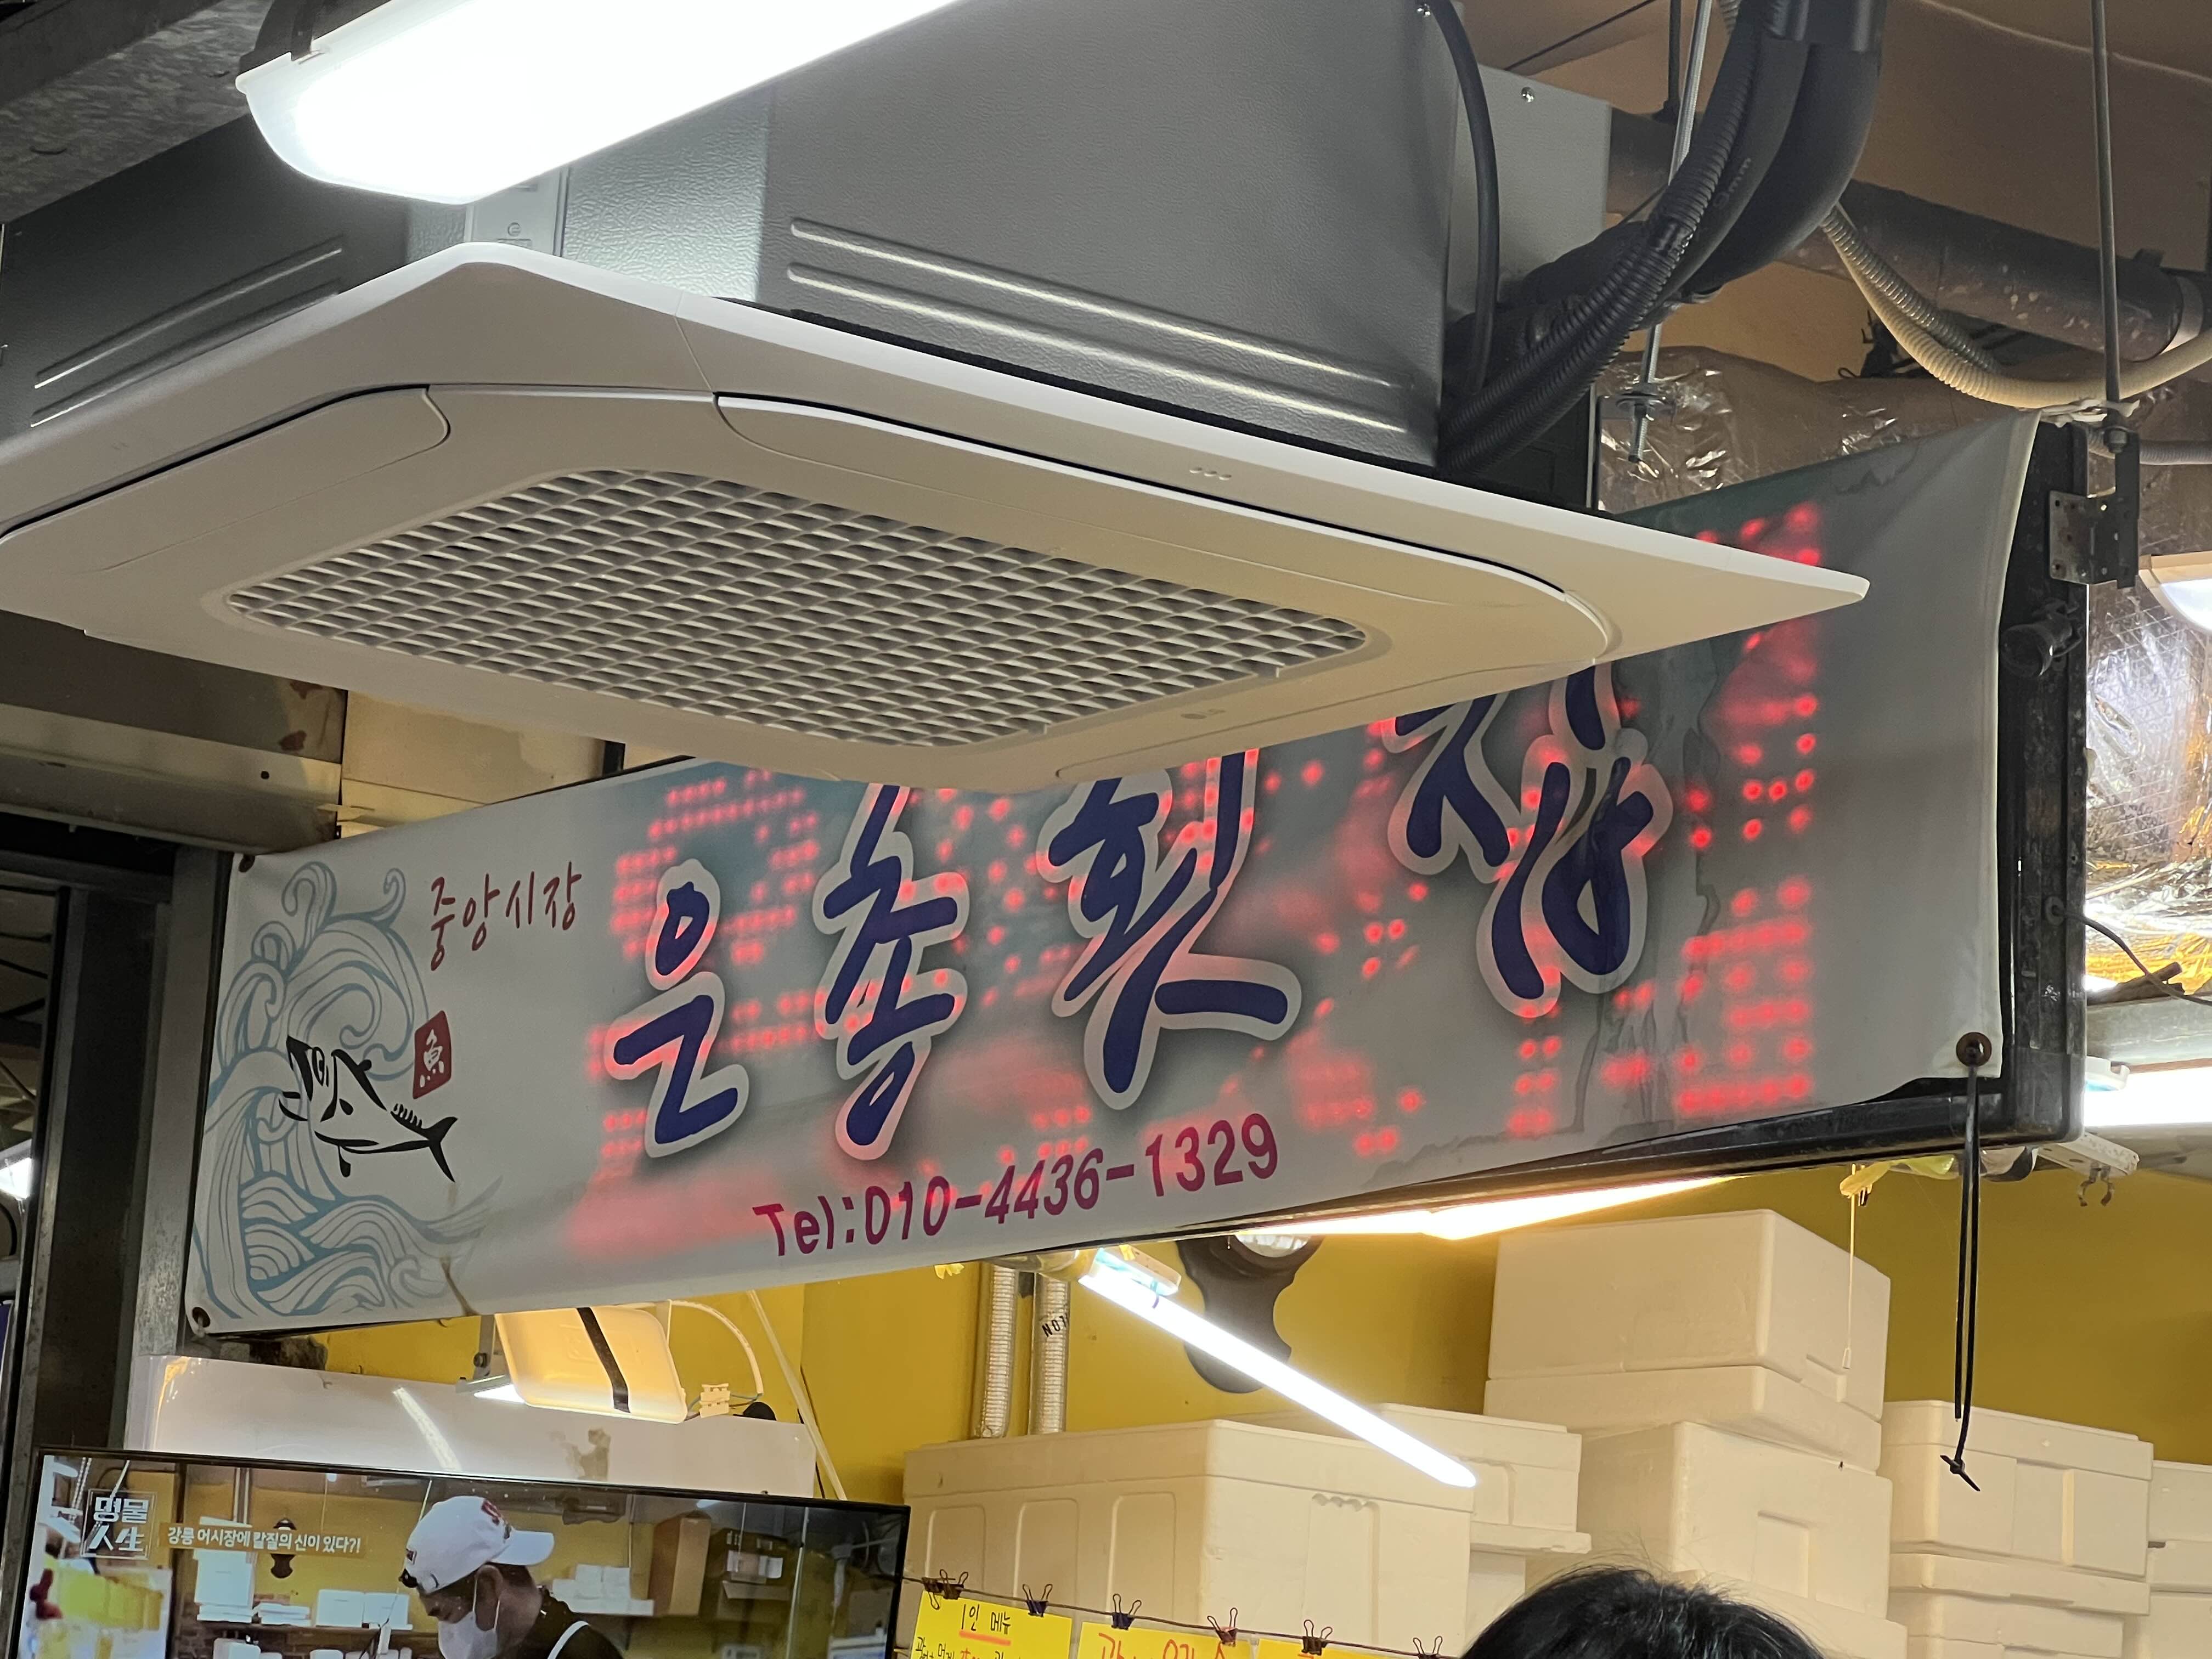 중앙시장
魚
은총횟집
Tel:010-4436-1329
명물
人生
강릉 어시장에 칼질의 신이 있다?!
1인 메뉴